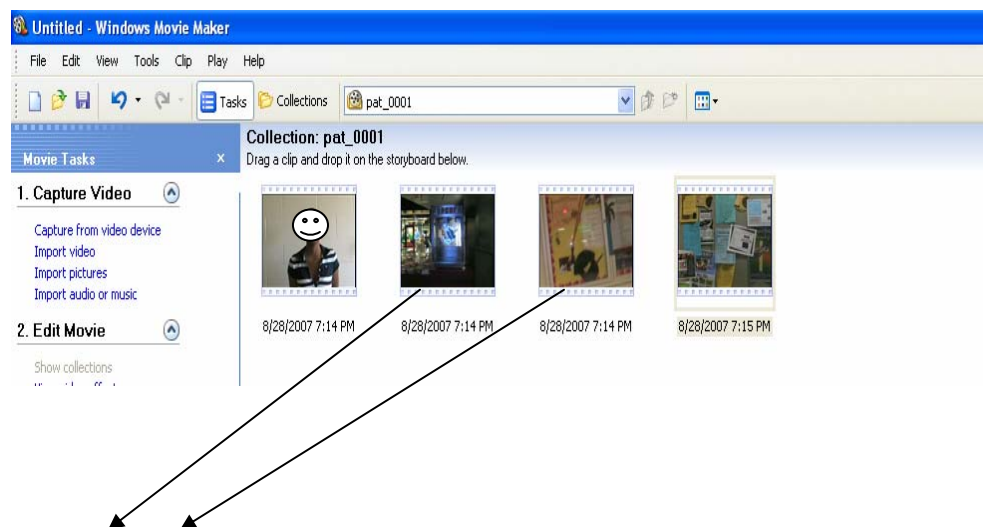 Untitled - Windows Movie Maker
File Edit View Tools Clip Play Help
Tasks Collections pat_0001
Movie Tasks x
Collection: pat_0001
Drag a clip and drop it on the storyboard below.
1. Capture Video
Capture from video device
Import video
Import pictures
Import audio or music
2. Edit Movie
Show collections
8/28/2007 7:14 PM 8/28/2007 7:14 PM 8/28/2007 7:14 PM 8/28/2007 7:15 PM